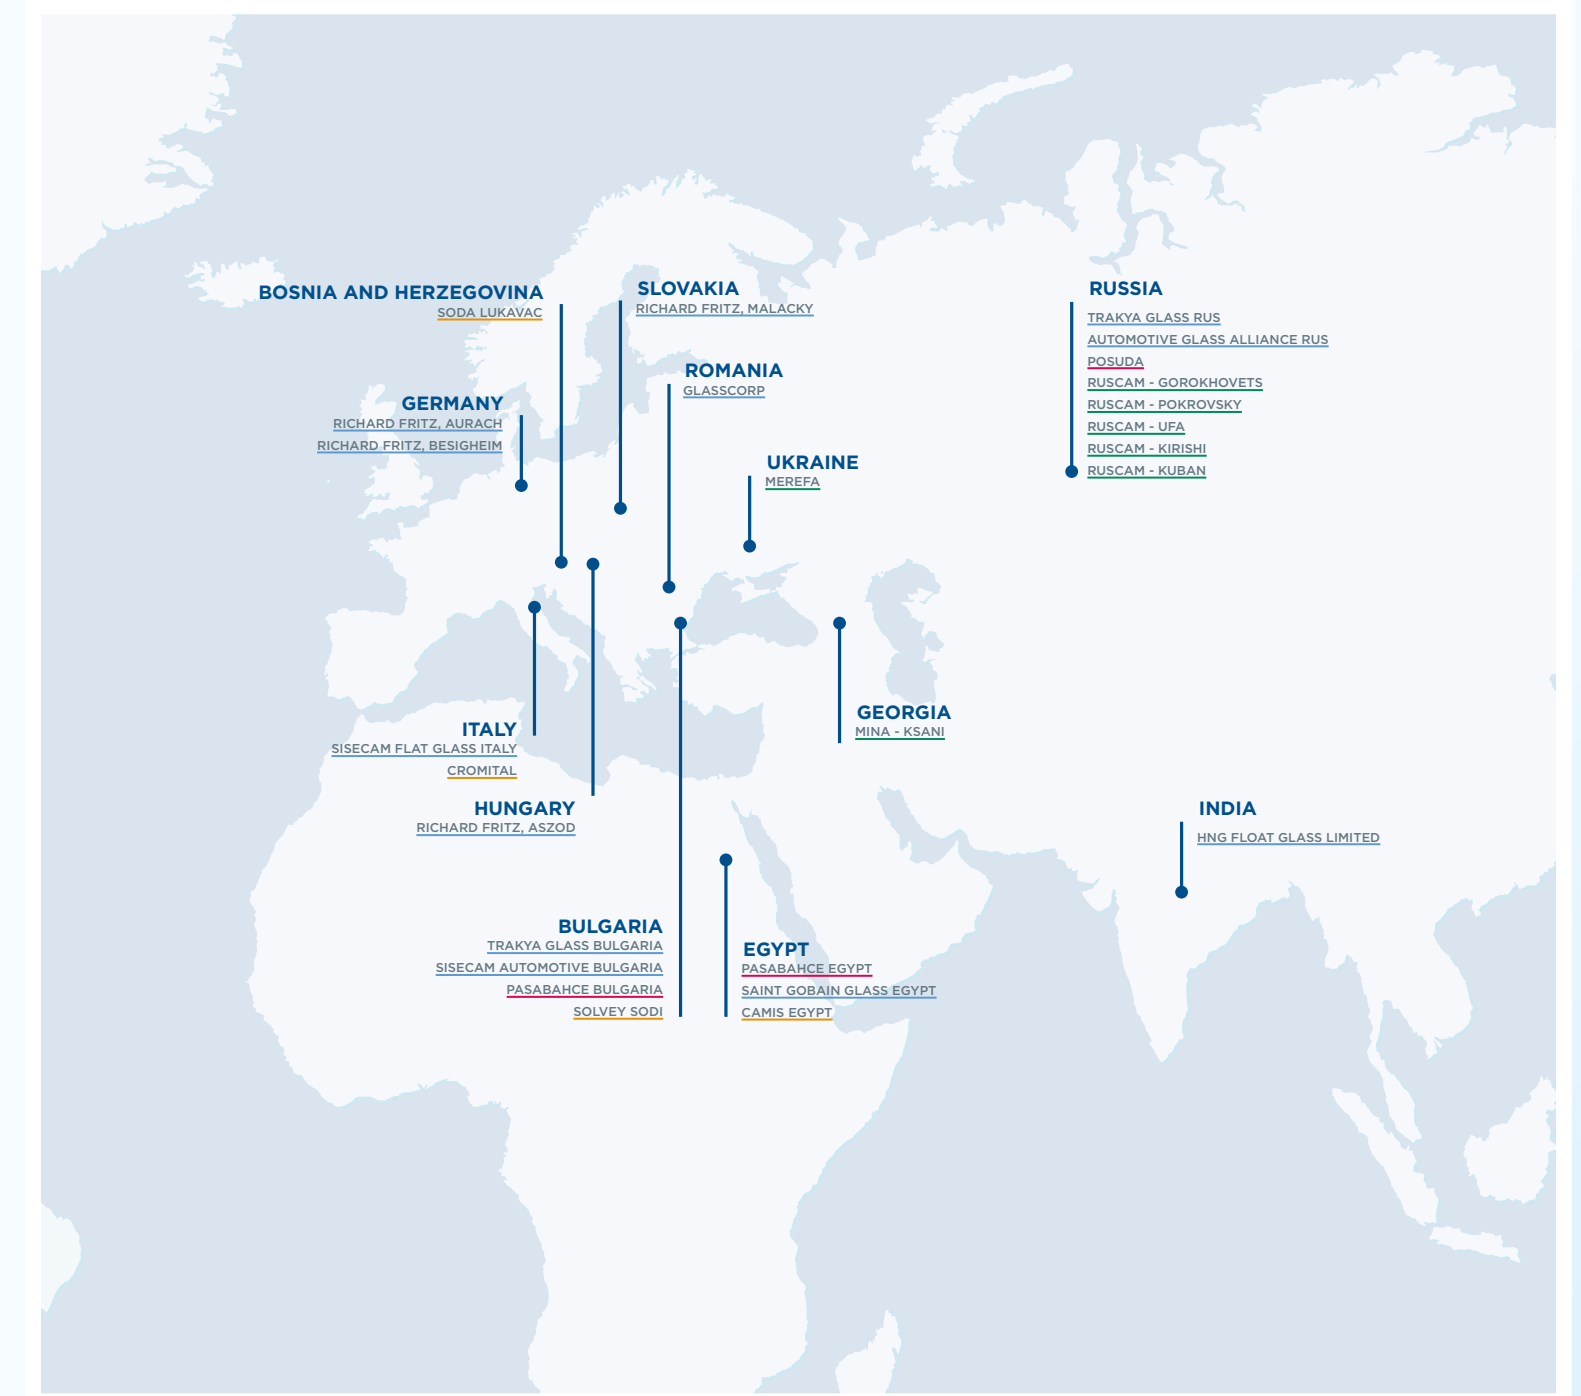 BOSNIA AND HERZEGOVINA
SODA LUKAVAC
SLOVAKIA
RICHARD FRITZ, MALACKY
RUSSIA
TRAKYA GLASS RUS
AUTOMOTIVE GLASS ALLIANCE RUS
POSUDA
RUSCAM - GOROKHOVETS
RUSCAM - POKROVSKY
RUSCAM - UFA
RUSCAM - KIRISHI
RUSCAM - KUBAN
ROMANIA
GLASSCORP
GERMANY
RICHARD FRITZ, AURACH
RICHARD FRITZ, BESIGHEIM
UKRAINE
MEREFA
GEORGIA
MINA - KSANI
ITALY
SISECAM FLAT GLASS ITALY
CROMITAL
HUNGARY
RICHARD FRITZ, ASZOD
INDIA
HNG FLOAT GLASS LIMITED
BULGARIA
TRAKYA GLASS BULGARIA
SISECAM AUTOMOTIVE BULGARIA
PASABAHCE BULGARIA
SOLVEY SODI
EGYPT
PASABAHCE EGYPT
SAINT GOBAIN GLASS EGYPT
CAMIS EGYPT